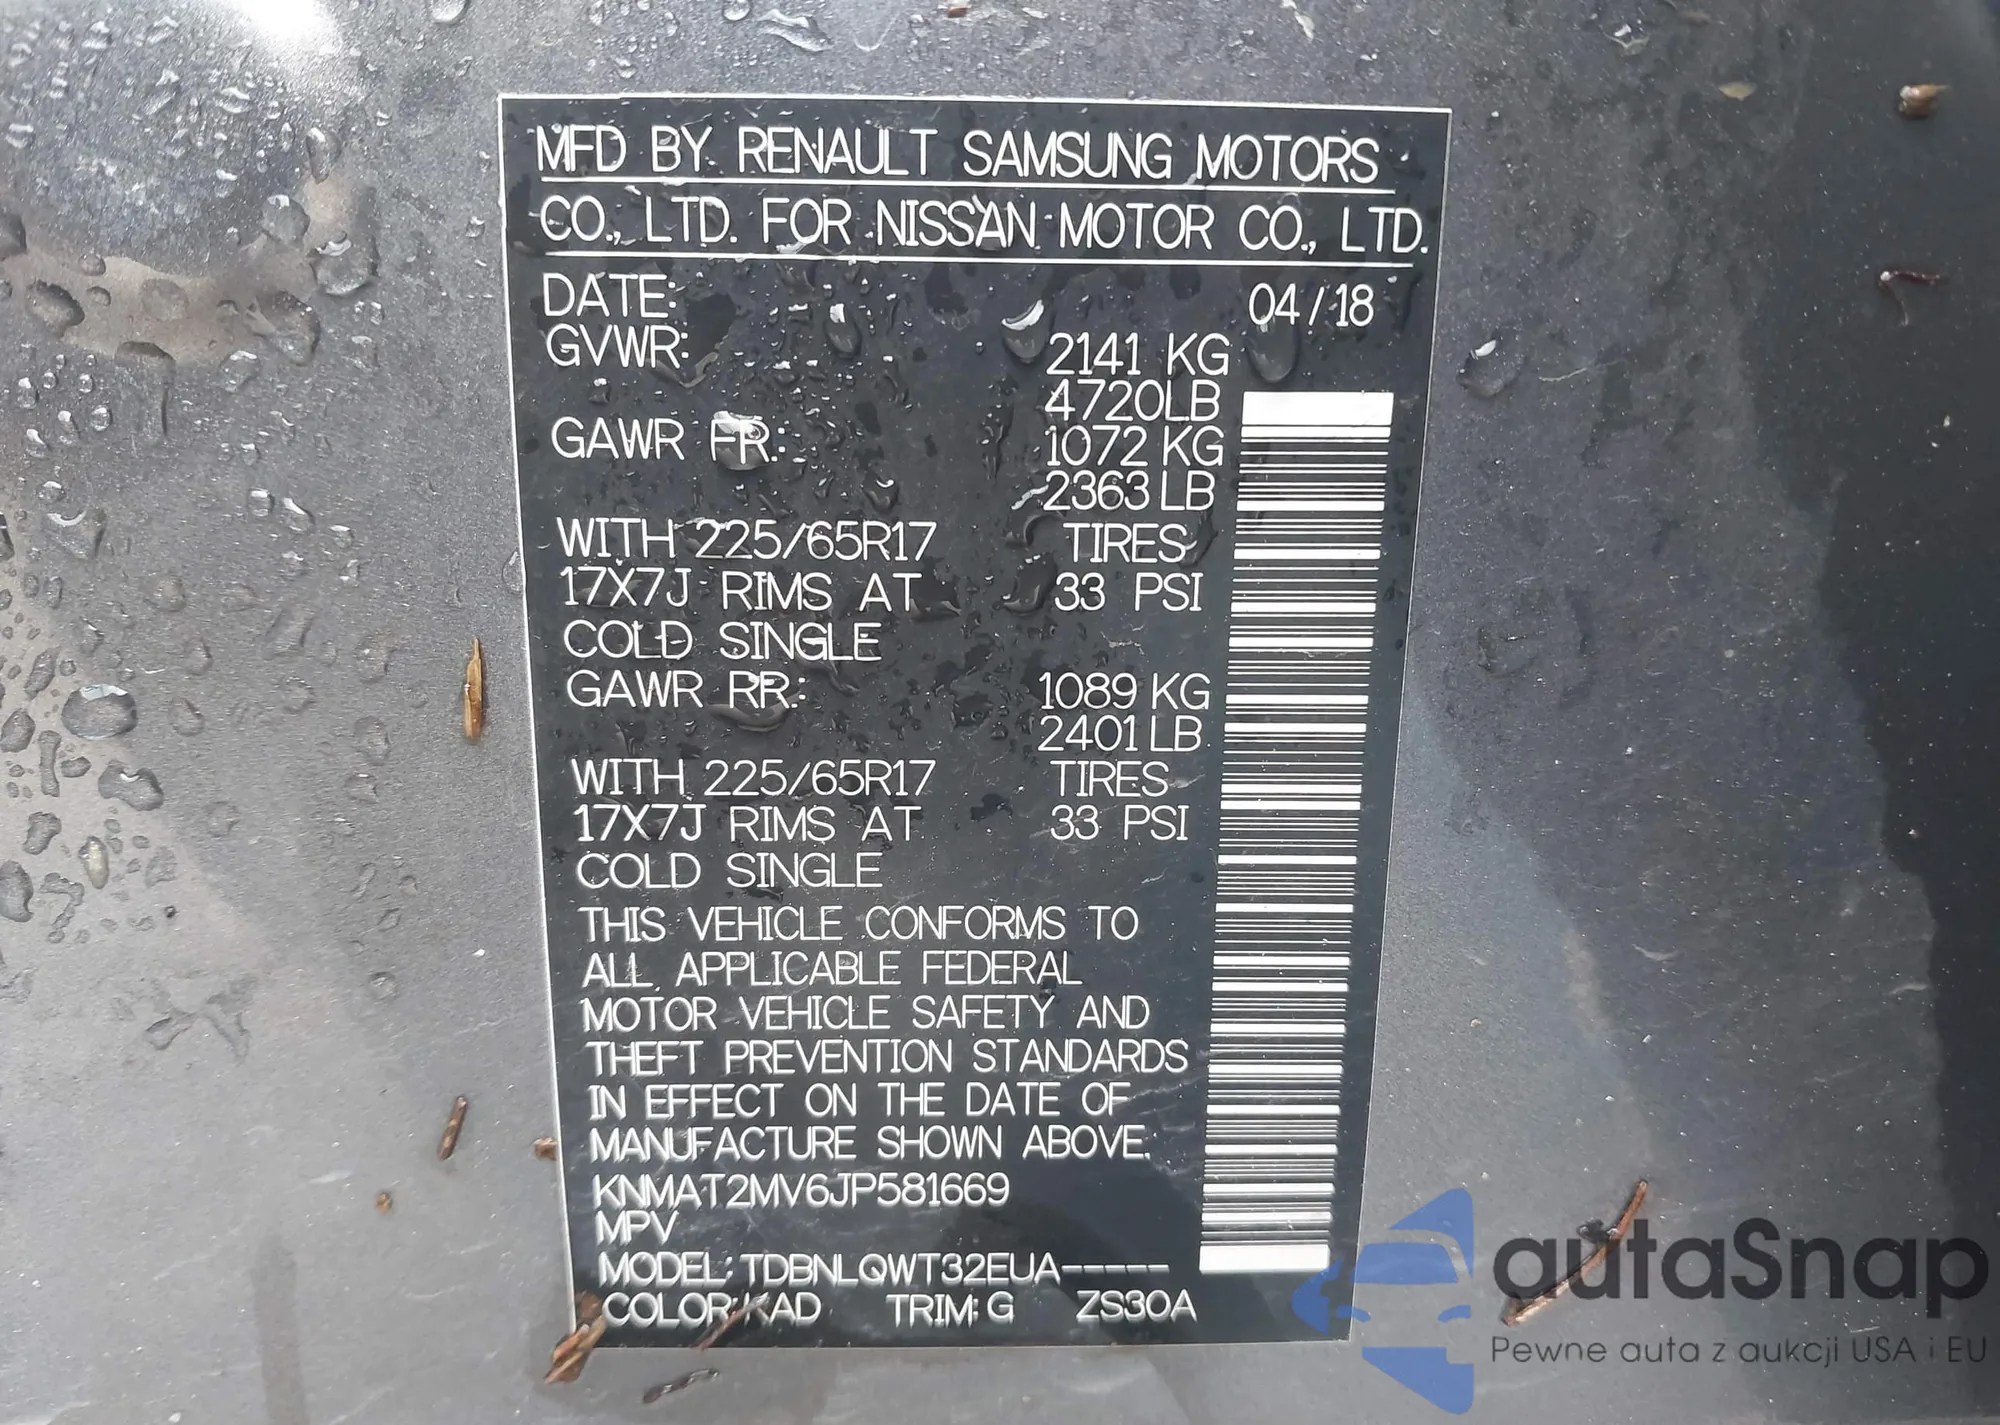 MFD BY RENAULT SAMSUNG MOTORS
CO., LTD. FOR NISSAN MOTOR CO., LTD.
DATE: 04/18
GVWR: 2141 KG
4720LB
GAWR FR.: 1072 KG
2363 LB
WITH 225/65R17 TIRES
17X7J RIMS AT 33 PSI
COLD SINGLE
GAWR RR: 1089 KG
2401 LB
WITH 225/65R17 TIRES
17X7J RIMS AT 33 PSI
COLD SINGLE
THIS VEHICLE CONFORMS TO
ALL APPLICABLE FEDERAL
MOTOR VEHICLE SAFETY AND
THEFT PREVENTION STANDARDS
IN EFFECT ON THE DATE OF
MANUFACTURE SHOWN ABOVE.
KNMAT2MV6JP581669
MPV
MODEL: TDBNLQWT32EUA-----
COLOR: KAD TRIM: G ZS30A
autaSnap
Pewne auta z aukcji USA i EU